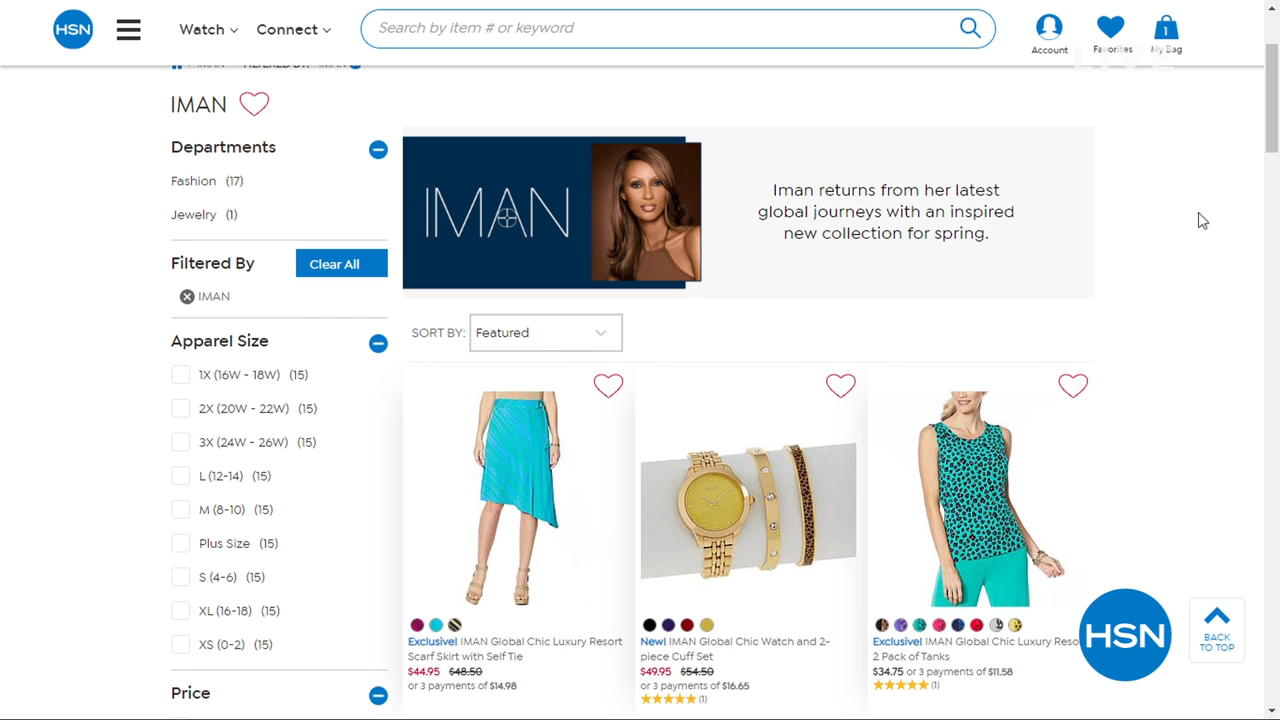 HSN
Watch
Connect
Search by item # or keyword
Account
Favorites
1
My Bag
LIVE
IMAN
Departments
Fashion (17)
Jewelry (1)
Filtered By
Clear All
IMAN
Apparel Size
1X (16W - 18W) (15)
2X (20W - 22W) (15)
3X (24W - 26W) (15)
L (12-14) (15)
M (8-10) (15)
Plus Size (15)
S (4-6) (15)
XL (16-18) (15)
XS (0-2) (15)
Price
IMAN
Iman returns from her latest
global journeys with an inspired
new collection for spring.
SORT BY: Featured
Exclusive! IMAN Global Chic Luxury Resort
Scarf Skirt with Self Tie
$44.95 $48.50
or 3 payments of $14.98
New! IMAN Global Chic Watch and 2-
piece Cuff Set
$49.95 $54.50
or 3 payments of $16.65
(1)
Exclusive! IMAN Global Chic Luxury Reso
2 Pack of Tanks
$34.75 or 3 payments of $11.58
(1)
HSN
BACK
TO TOP